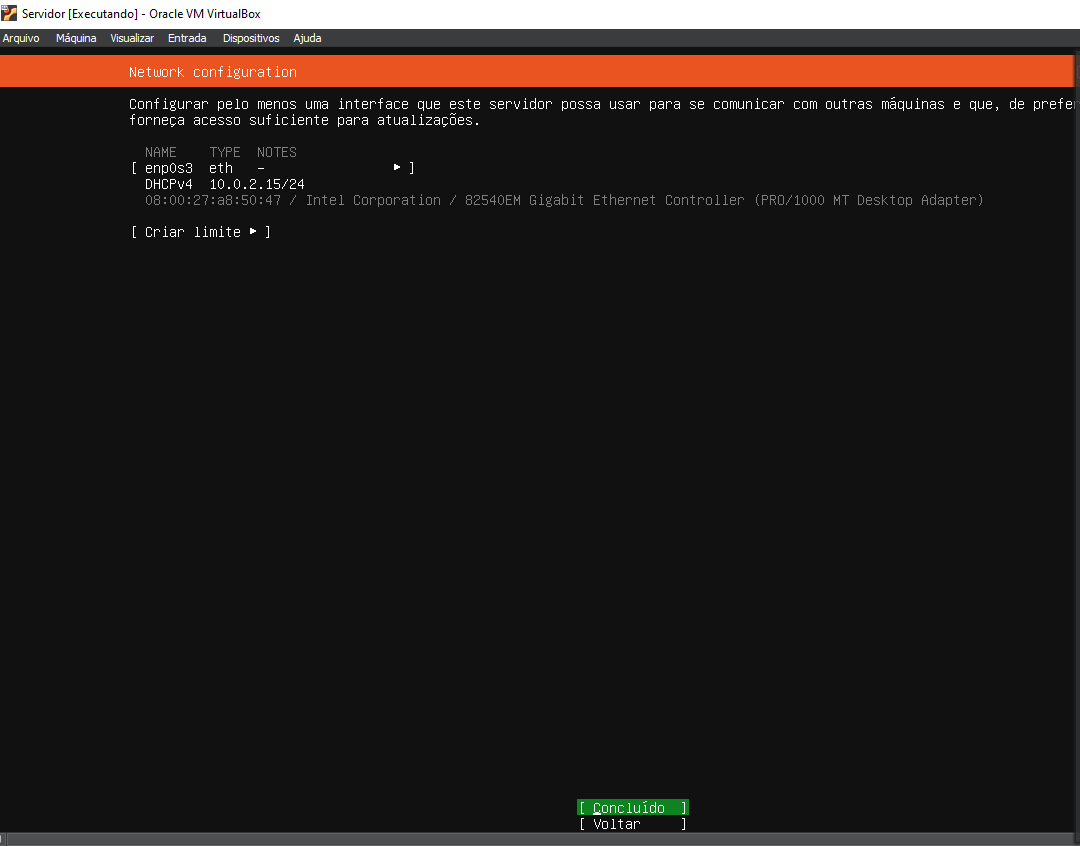 Servidor [Executando] - Oracle VM VirtualBox
Arquivo Máquina Visualizar Entrada Dispositivos Ajuda
Network configuration
Configurar pelo menos uma interface que este servidor possa usar para se comunicar com outras máquinas e que, de prefer
forneça acesso suficiente para atualizações.
NAME TYPE NOTES
[ enp0s3 eth – ▸ ]
DHCPv4 10.0.2.15/24
08:00:27:a8:50:47 / Intel Corporation / 82540EM Gigabit Ethernet Controller (PRO/1000 MT Desktop Adapter)
[ Criar limite ▸ ]
[ Concluído ]
[ Voltar ]